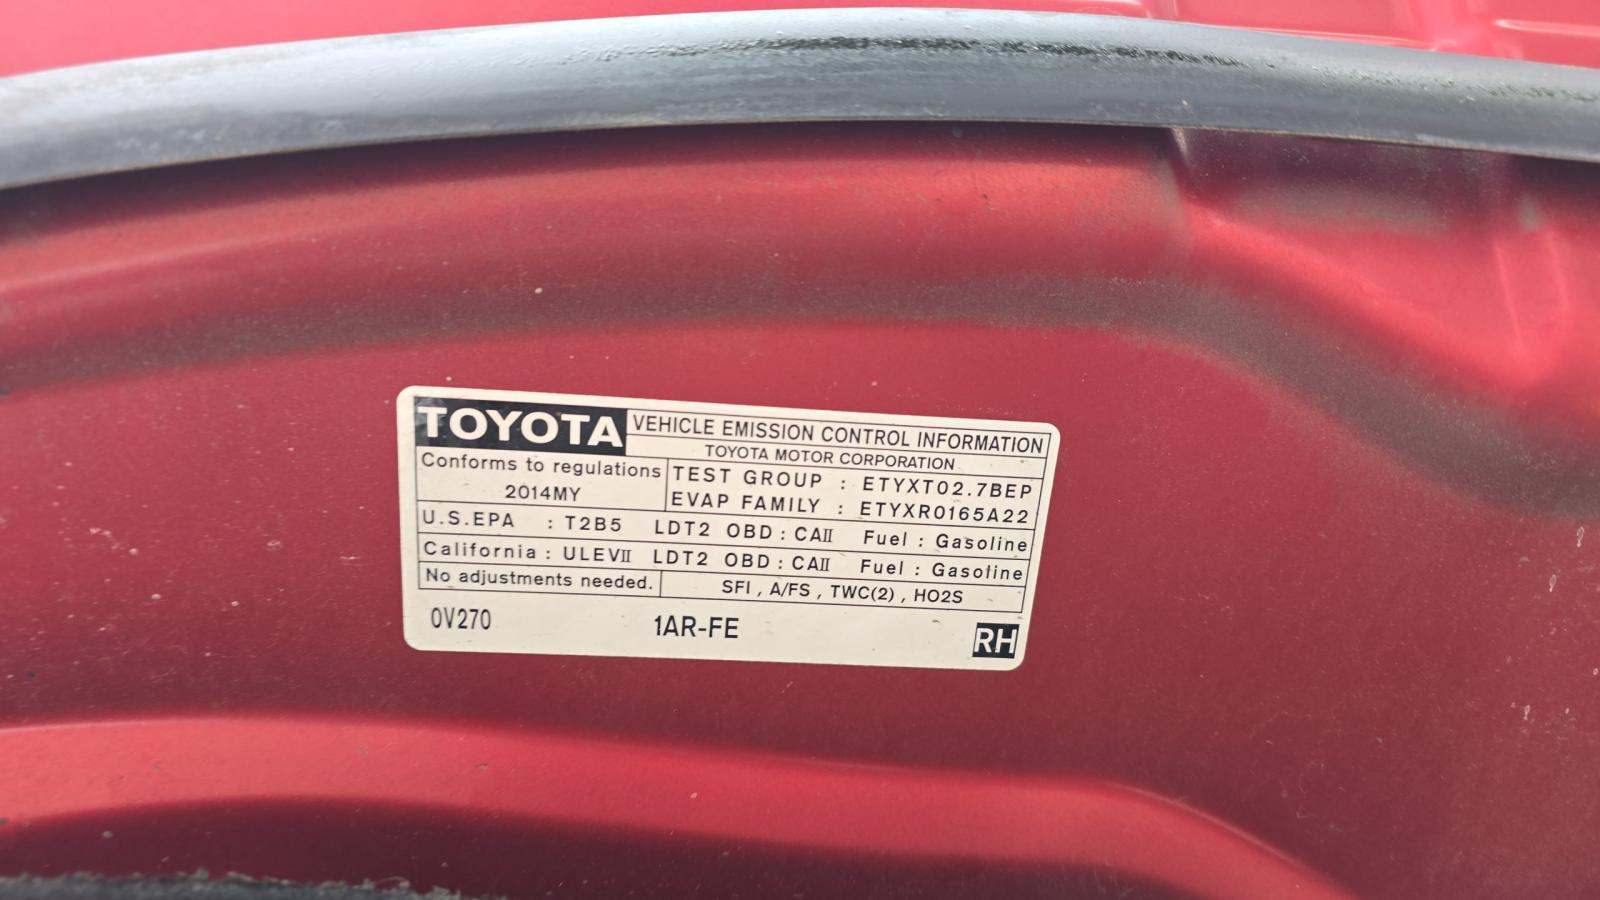 TOYOTA VEHICLE EMISSION CONTROL INFORMATION
TOYOTA MOTOR CORPORATION
Conforms to regulations
2014MY
TEST GROUP : ETYXT02.7BEP
EVAP FAMILY : ETYXR0165A22
U.S.EPA : T2B5 LDT2 OBD : CAII Fuel : Gasoline
California : ULEVII LDT2 OBD : CAII Fuel : Gasoline
No adjustments needed. SFI , A/FS , TWC(2) , HO2S
0V270 1AR-FE RH